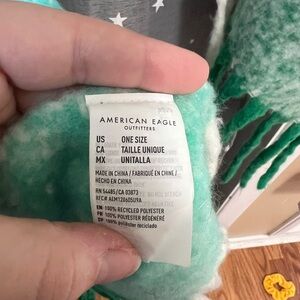 AMERICAN EAGLE
OUTFITTERS
US ONE SIZE
CA TAILLE UNIQUE
MX UNITALLA
MADE IN CHINA / FABRIQUÉ EN CHINE /
HECHO EN CHINA
RN 54485/CA 03873
EN 100% RECYCLED POLYESTER
FR 100% POLYESTER RÉGÉNÉRÉ
SP 100% poliéster reciclado